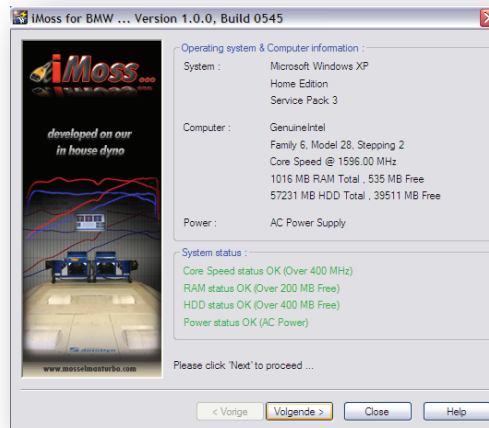 iMoss for BMW ... Version 1.0.0, Build 0545
iMoss...
developed on our
in house dyno
www.mosselmanturbo.com
Operating system & Computer information :
System : Microsoft Windows XP
Home Edition
Service Pack 3
Computer : GenuineIntel
Family 6, Model 28, Stepping 2
Core Speed @ 1596.00 MHz
1016 MB RAM Total , 535 MB Free
57231 MB HDD Total , 39511 MB Free
Power : AC Power Supply
System status :
Core Speed status OK (Over 400 MHz)
RAM status OK (Over 200 MB Free)
HDD status OK (Over 400 MB Free)
Power status OK (AC Power)
Please click 'Next' to proceed ...
< Vorige Volgende > Close Help